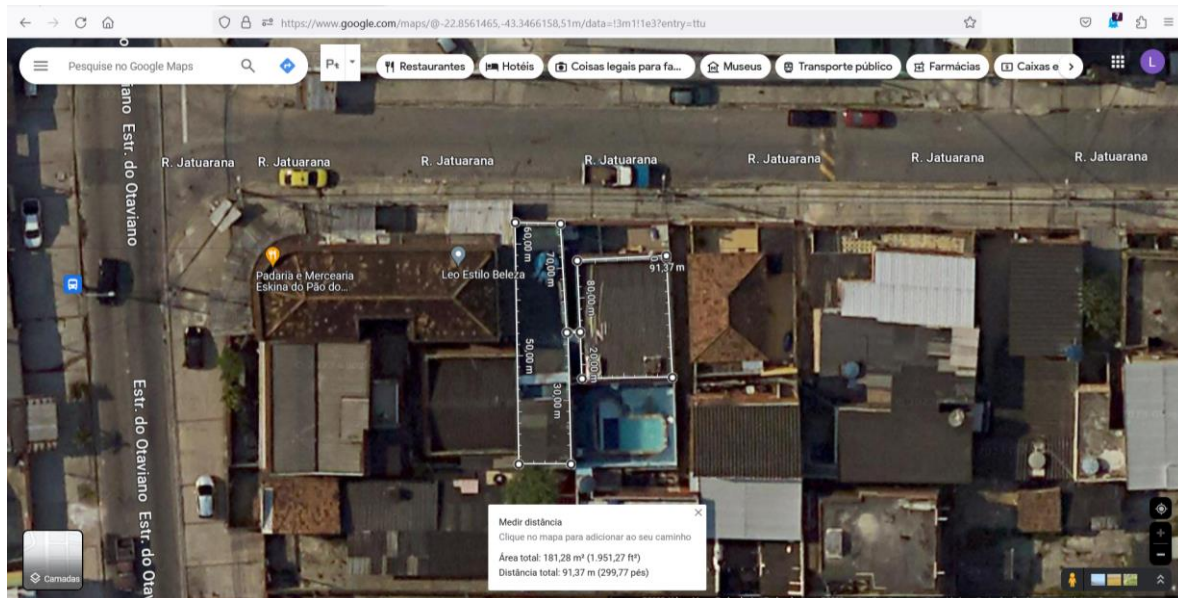 https://www.google.com/maps/@-22.8561465,-43.3466158,51m/data=!3m1!1e3?entry=ttu
7
Pesquise no Google Maps
Restaurantes
Hotéis
Coisas legais para fa...
Museus
Transporte público
Farmácias
Caixas e
L
Estr. do Otaviano
R. Jatuarana
R. Jatuarana
R. Jatuarana
R. Jatuarana
R. Jatuarana
R. Jatuarana
R. Jatuarana
Padaria e Mercearia
Eskina do Pão do...
Leo Estilo Beleza
60,00 m
70,00 m
91,37 m
80,00 m
50,00 m
30,00 m
Estr. do Otaviano
Estr. do Ota
Medir distância
Clique no mapa para adicionar ao seu caminho
Área total: 181,28 m² (1.951,27 ft²)
Distância total: 91,37 m (299,77 pés)
Camadas